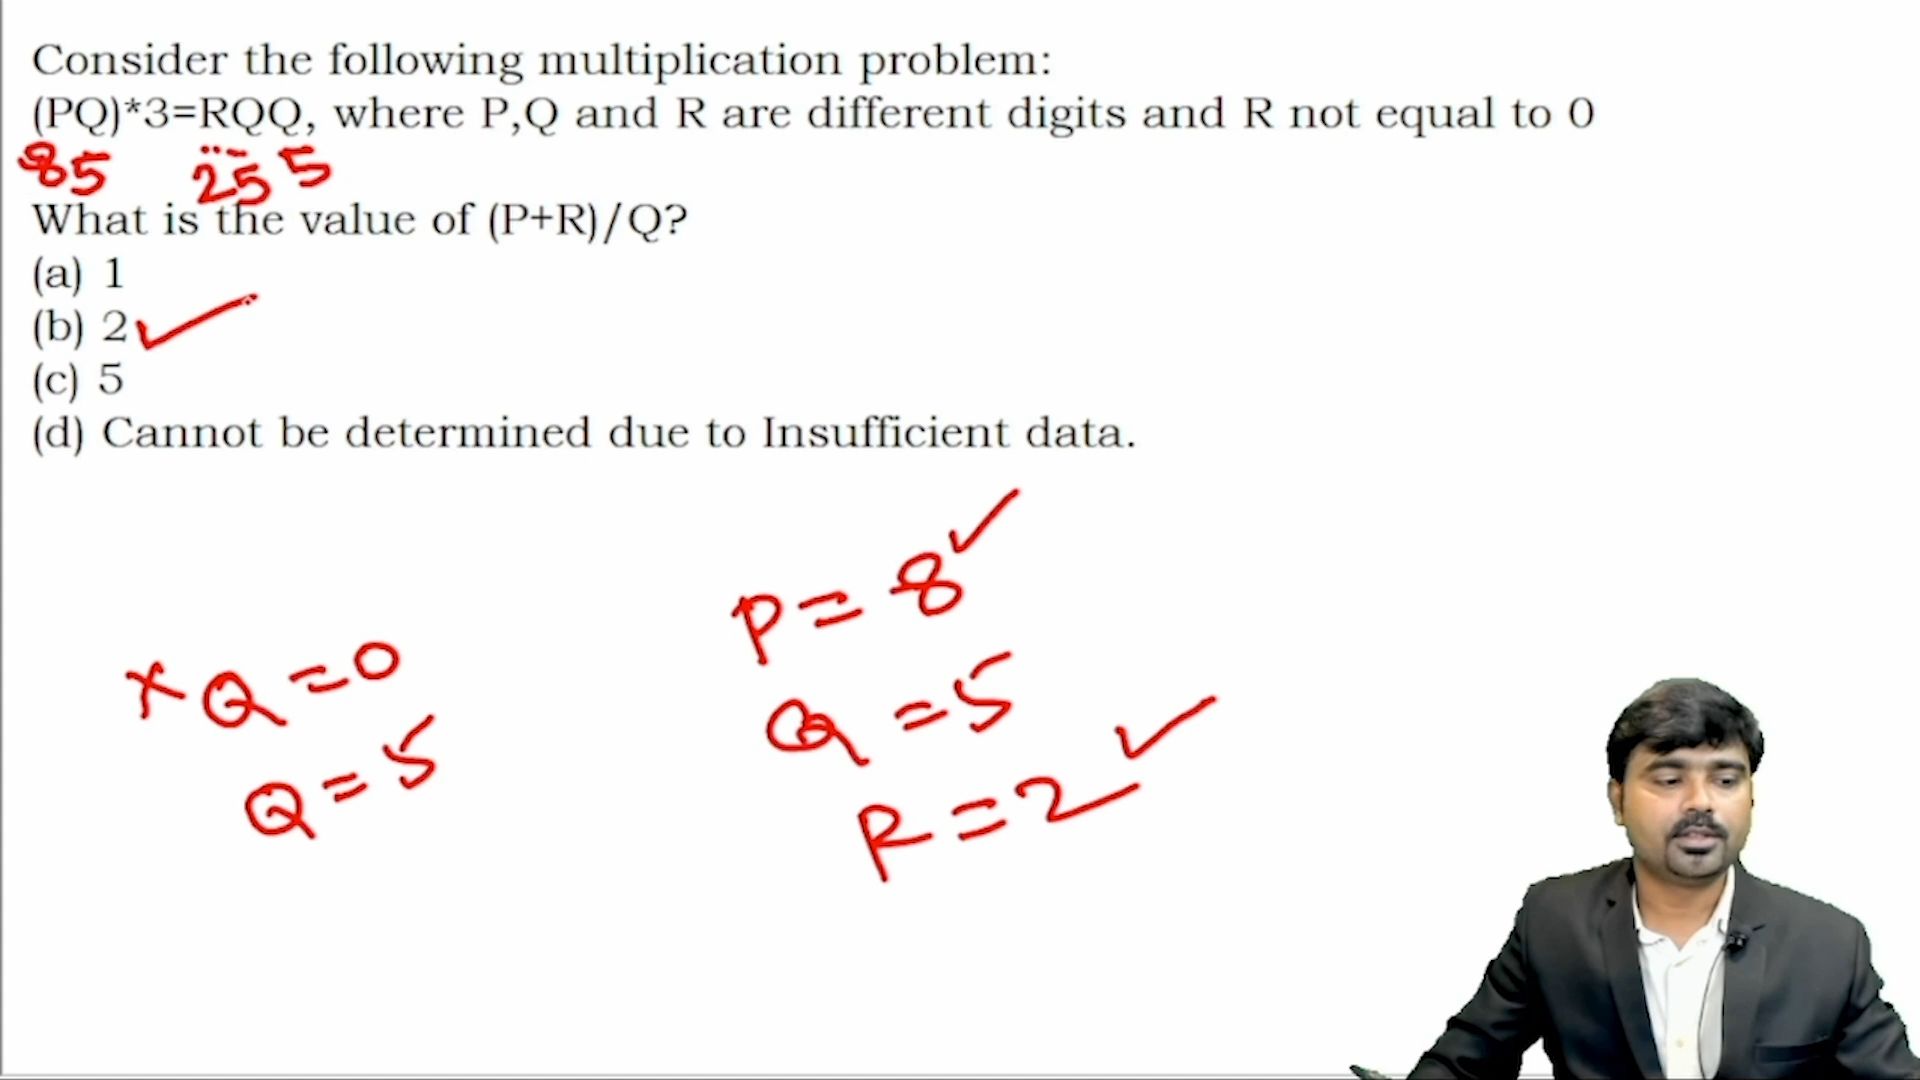 Consider the following multiplication problem:
(PQ)*3=RQQ, where P,Q and R are different digits and R not equal to 0
85 255
What is the value of (P+R)/Q?
(a) 1
(b) 2
(c) 5
(d) Cannot be determined due to Insufficient data.
× Q = 0
Q = 5
P = 8
Q = 5
R = 2